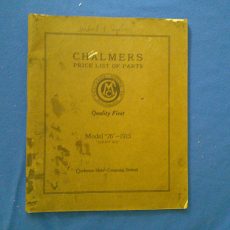 CHALMERS
PRICE LIST OF PARTS
Quality First
Model "26"—1915
Chalmers Motor Company, Detroit